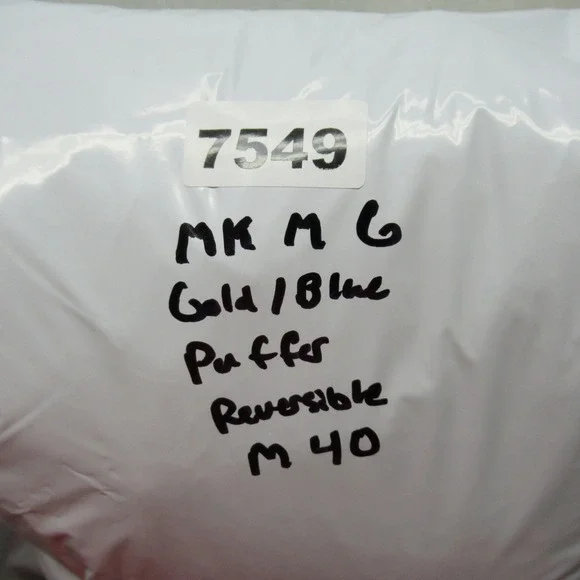 7549
MK M G
Gold/Blue
Puffer
Reversible
M 40